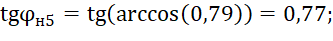 tgφн5 = tg(arccos(0,79)) = 0,77;